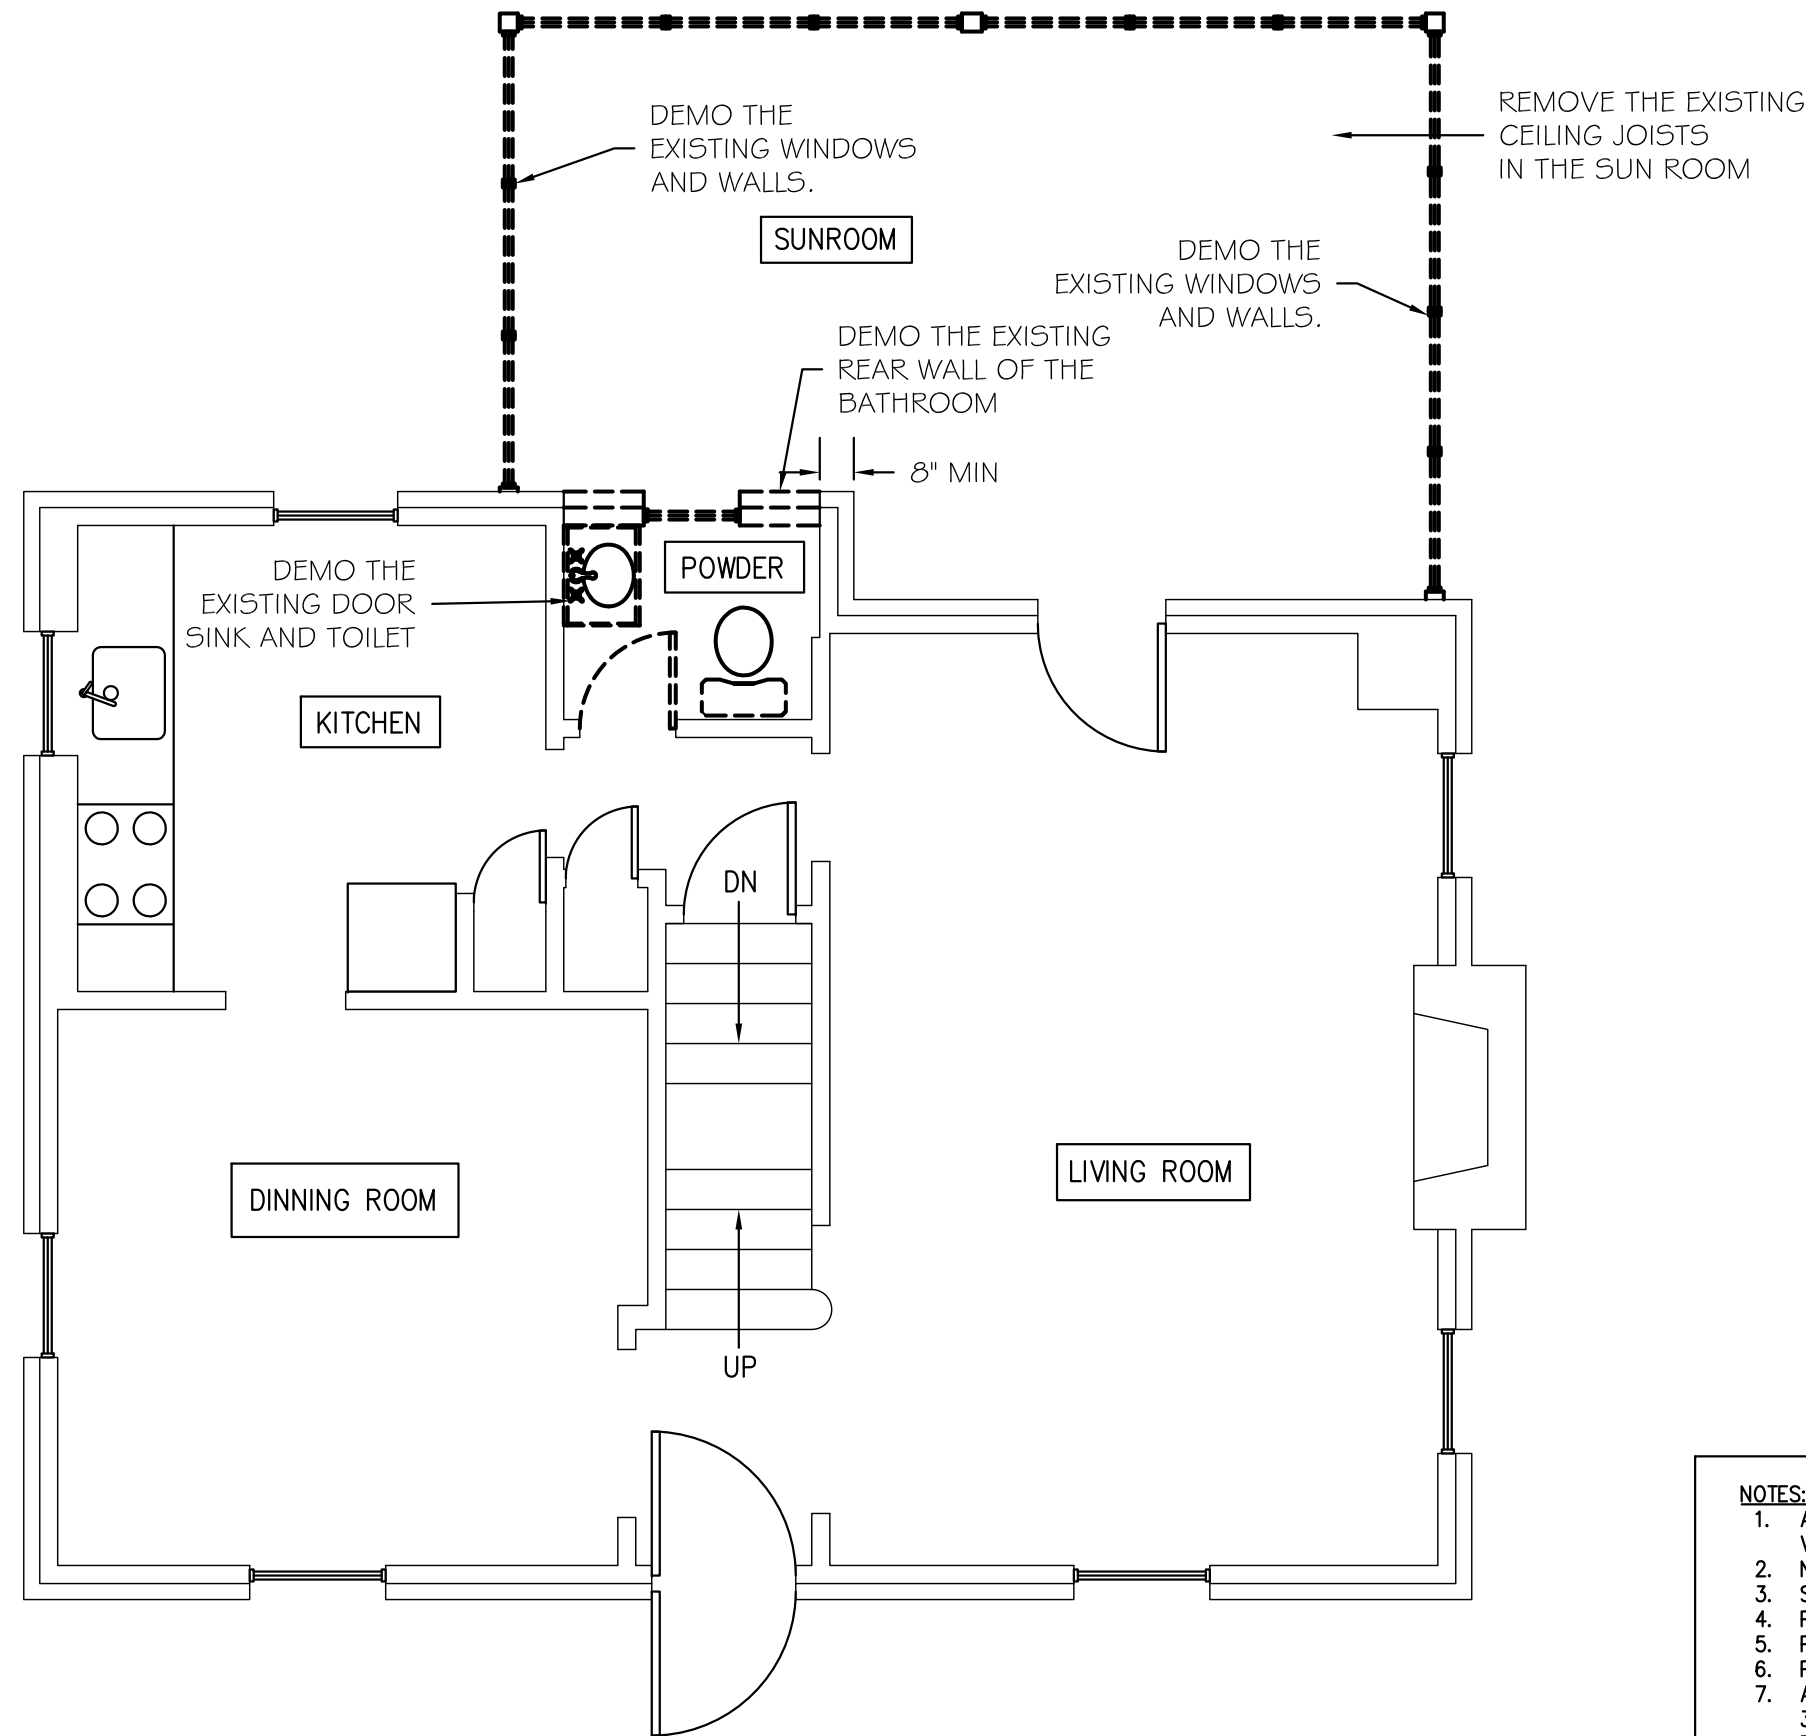 DEMO THE
EXISTING WINDOWS
AND WALLS.
REMOVE THE EXISTING
CEILING JOISTS
IN THE SUN ROOM
SUNROOM
DEMO THE
EXISTING WINDOWS
AND WALLS.
DEMO THE EXISTING
REAR WALL OF THE
BATHROOM
8" MIN
DEMO THE
EXISTING DOOR
SINK AND TOILET
POWDER
KITCHEN
DN
DINNING ROOM
LIVING ROOM
UP
NOTES:
1.
2.
3.
4.
5.
6.
7.